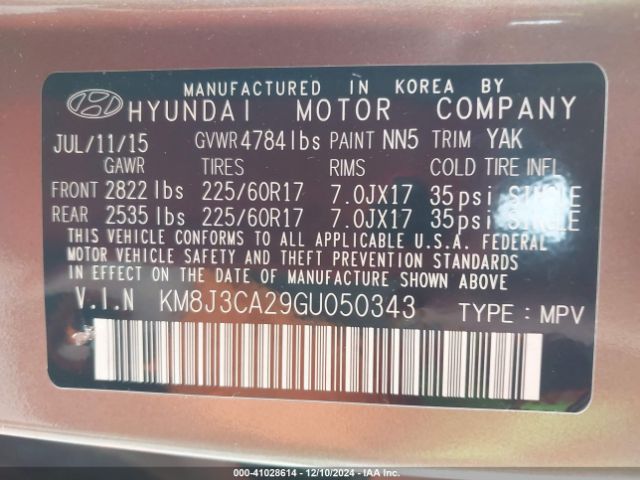 MANUFACTURED IN KOREA BY
HYUNDAI MOTOR COMPANY
JUL/11/15 GVWR 4784lbs PAINT NN5 TRIM YAK
GAWR TIRES RIMS COLD TIRE INFL
FRONT 2822 lbs 225/60R17 7.0JX17 35psi SINGLE
REAR 2535 lbs 225/60R17 7.0JX17 35psi SINGLE
THIS VEHICLE CONFORMS TO ALL APPLICABLE U.S.A. FEDERAL
MOTOR VEHICLE SAFETY AND THEFT PREVENTION STANDARDS
IN EFFECT ON THE DATE OF MANUFACTURE SHOWN ABOVE.
V.I.N KM8J3CA29GU050343 TYPE: MPV
000-41028614 - 12/10/2024 - IAA Inc.